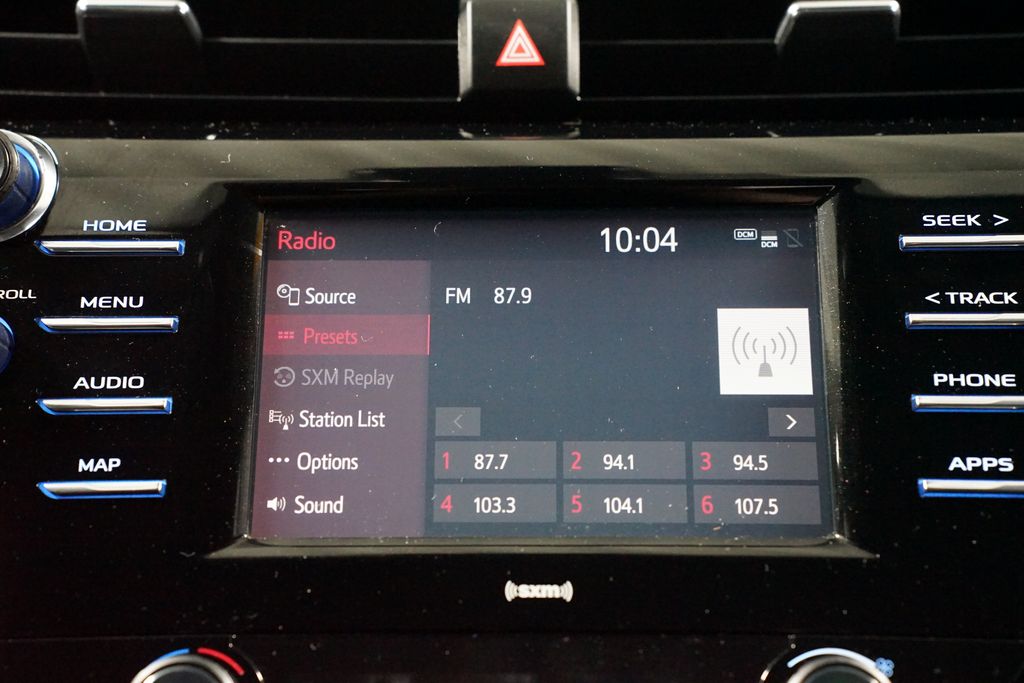 HOME
SEEK >
Radio
10:04
DCM
DCM
Source
FM 87.9
ROLL
MENU
< TRACK
Presets
SXM Replay
AUDIO
PHONE
Station List
< >
Options
1 87.7
2 94.1
3 94.5
MAP
APPS
Sound
4 103.3
5 104.1
6 107.5
sxm